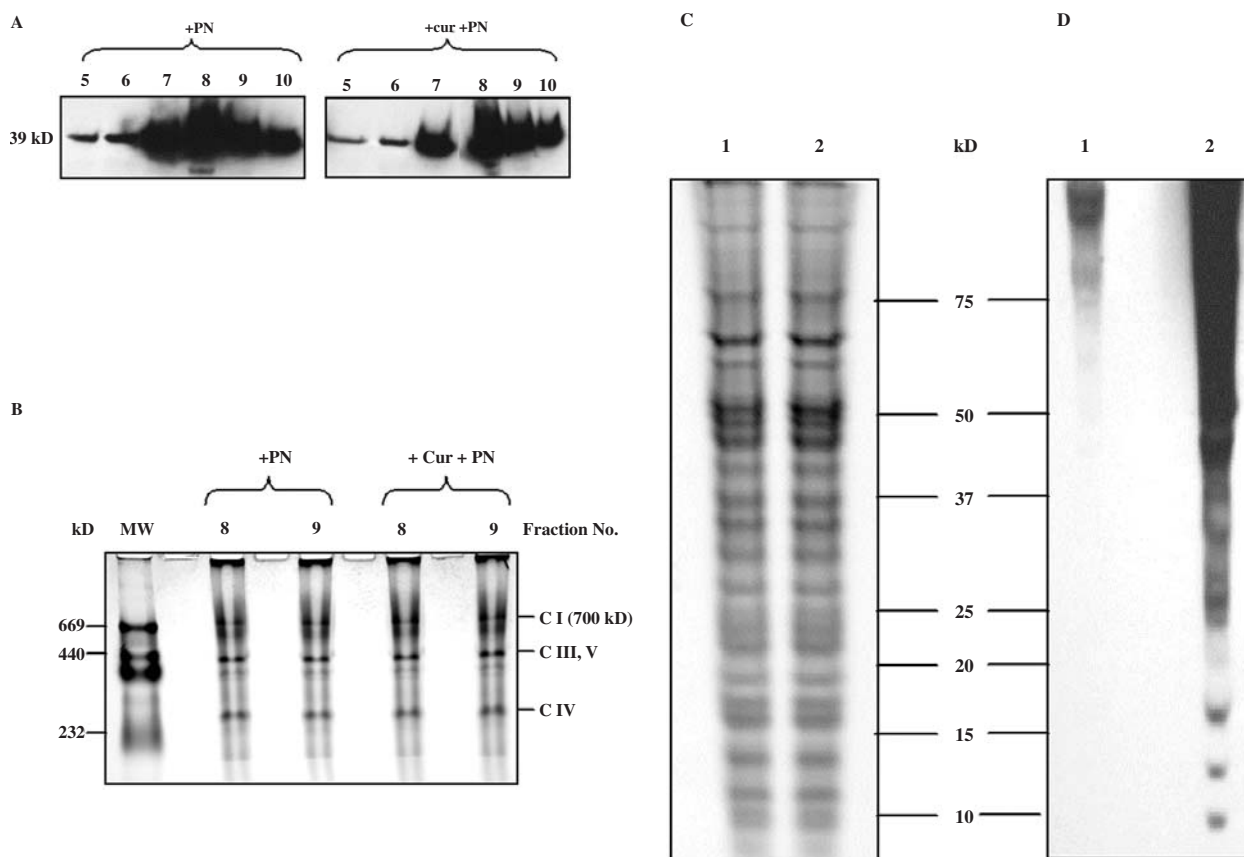 A
+PN
+cur +PN
5 6 7 8 9 10
5 6 7 8 9 10
39 kD
B
+PN
+ Cur + PN
kD MW 8 9 8 9 Fraction No.
669
440
232
C I (700 kD)
C III, V
C IV
C
D
1 2 kD 1 2
75
50
37
25
20
15
10